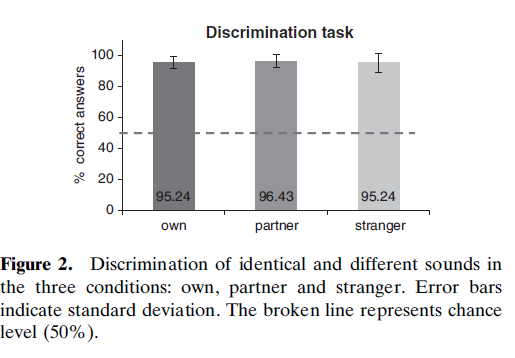 Discrimination task
% correct answers
100
80
60
40
20
0
95.24
96.43
95.24
own
partner
stranger
Figure 2. Discrimination of identical and different sounds in
the three conditions: own, partner and stranger. Error bars
indicate standard deviation. The broken line represents chance
level (50%).